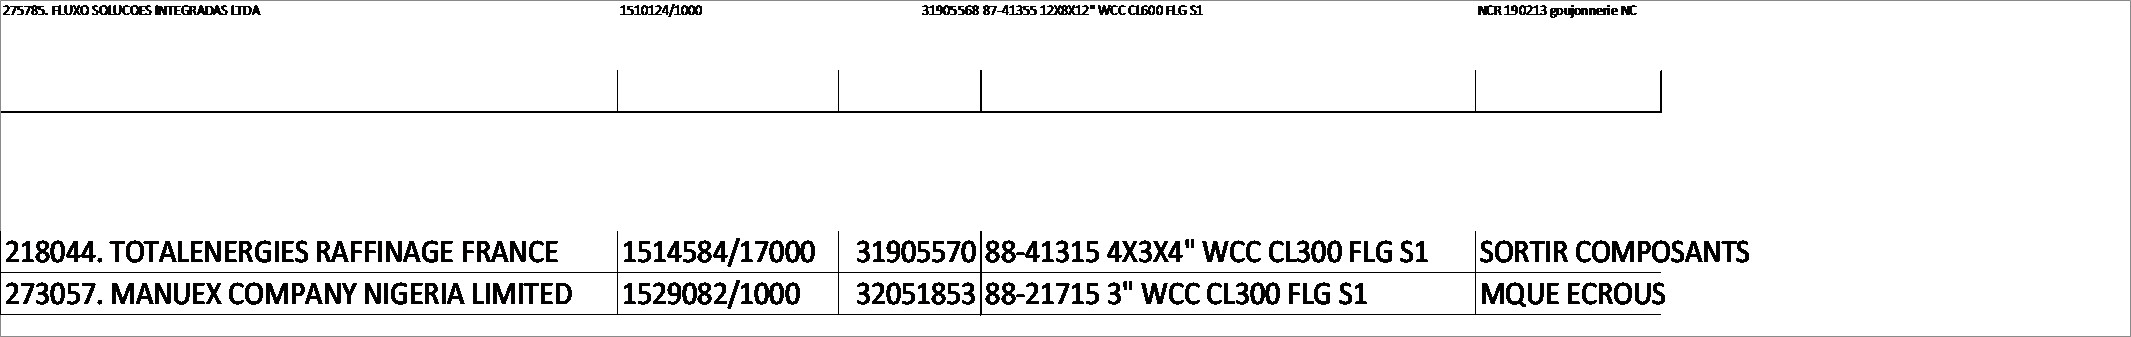 275785. FLUXO SOLUCOES INTEGRADAS LTDA 1510124/1000 31905568 87-41355 12X8X12" WCC CL600 FLG S1 NCR 190213 goujonnerie NC
218044. TOTALENERGIES RAFFINAGE FRANCE 1514584/17000 31905570 88-41315 4X3X4" WCC CL300 FLG S1 SORTIR COMPOSANTS
273057. MANUEX COMPANY NIGERIA LIMITED 1529082/1000 32051853 88-21715 3" WCC CL300 FLG S1 MQUE ECROUS